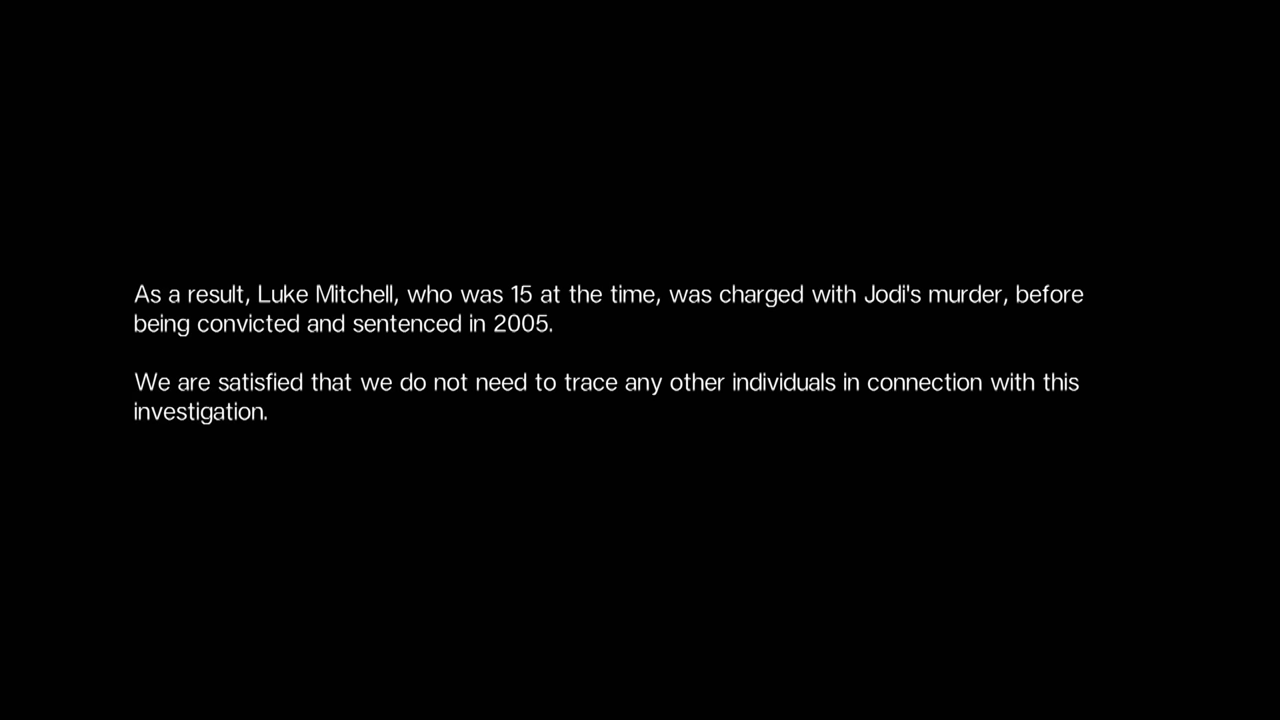 As a result, Luke Mitchell, who was 15 at the time, was charged with Jodi's murder, before
being convicted and sentenced in 2005.
We are satisfied that we do not need to trace any other individuals in connection with this
investigation.